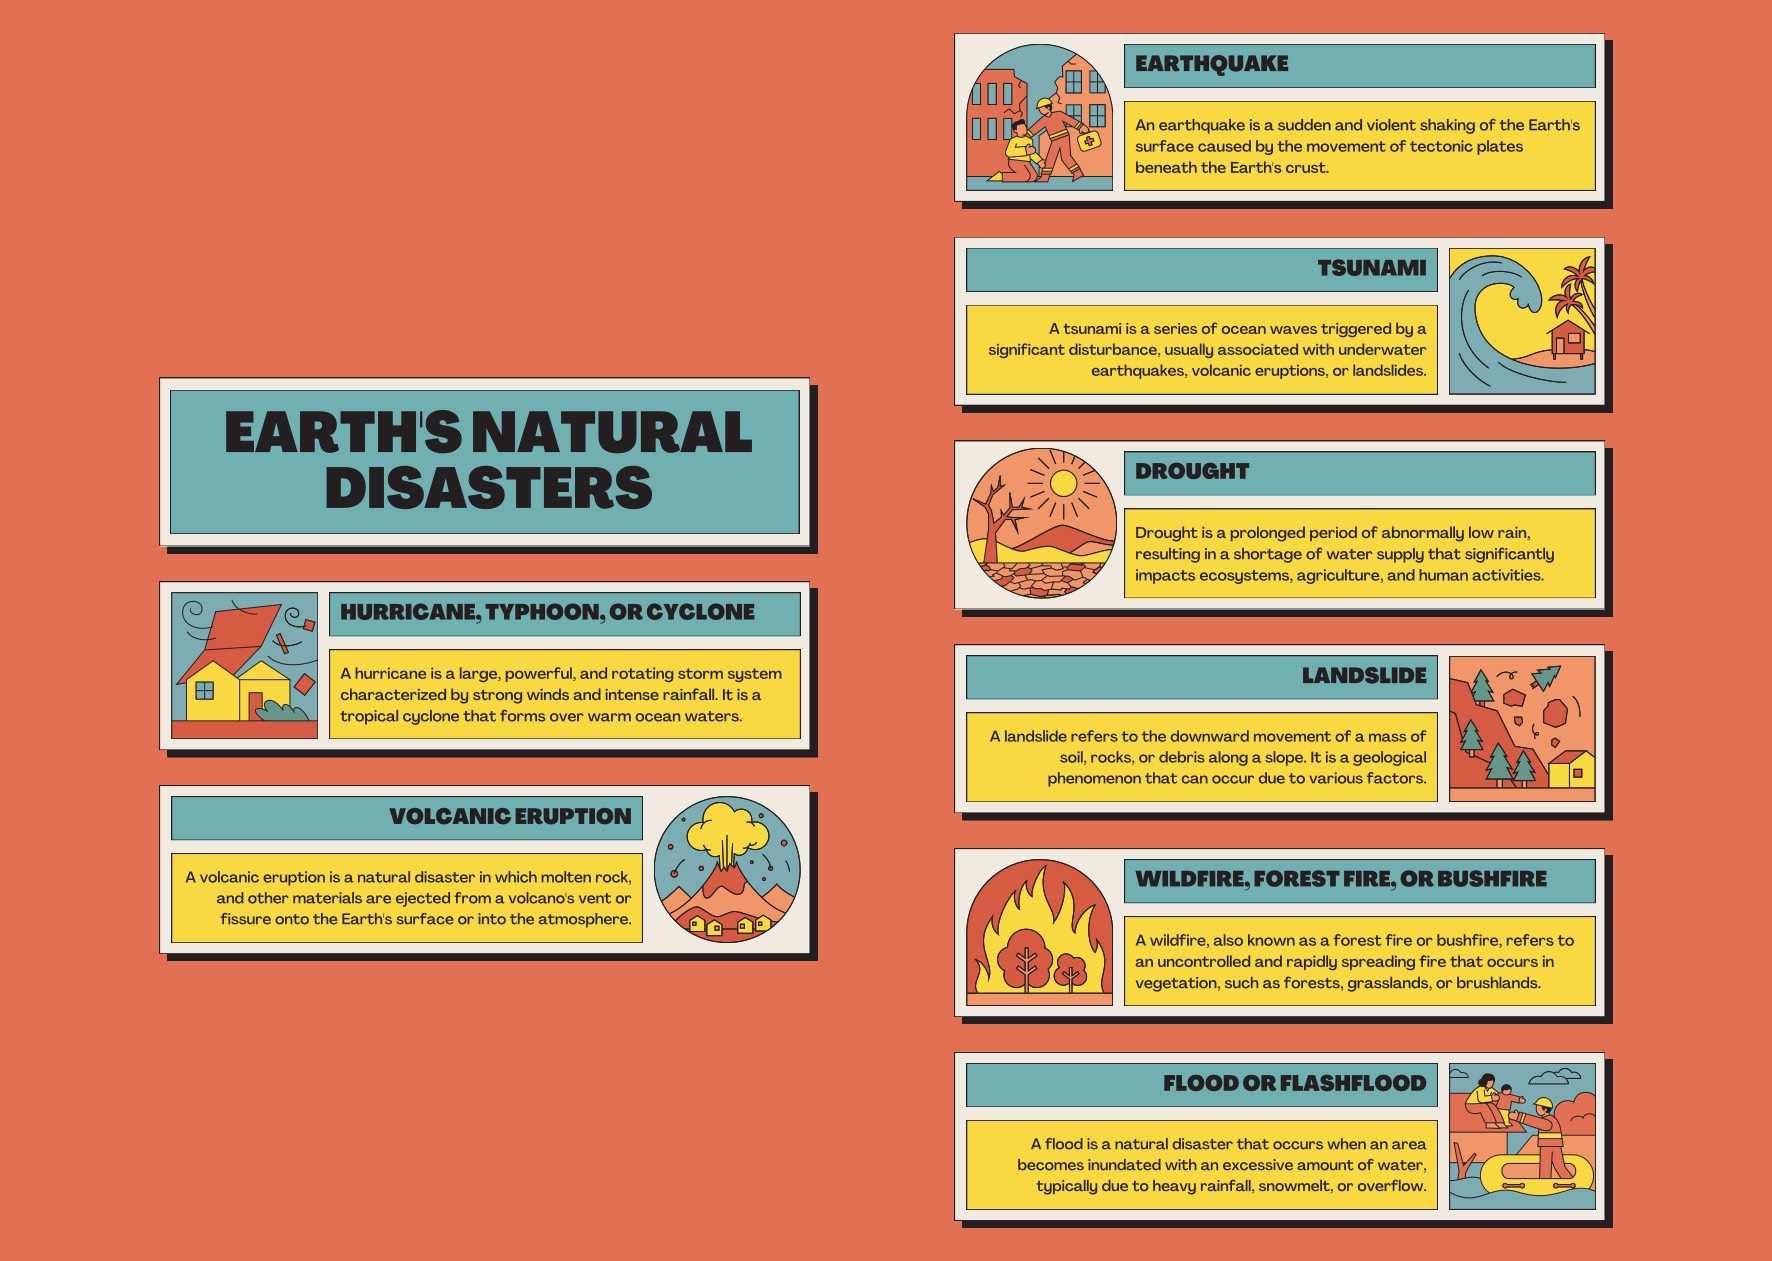 EARTH'S NATURAL
DISASTERS
HURRICANE, TYPHOON, OR CYCLONE
A hurricane is a large, powerful, and rotating storm system
characterized by strong winds and intense rainfall. It is a
tropical cyclone that forms over warm ocean waters.
VOLCANIC ERUPTION
A volcanic eruption is a natural disaster in which molten rock,
and other materials are ejected from a volcano's vent or
fissure onto the Earth's surface or into the atmosphere.
EARTHQUAKE
An earthquake is a sudden and violent shaking of the Earth's
surface caused by the movement of tectonic plates
beneath the Earth's crust.
TSUNAMI
A tsunami is a series of ocean waves triggered by a
significant disturbance, usually associated with underwater
earthquakes, volcanic eruptions, or landslides.
DROUGHT
Drought is a prolonged period of abnormally low rain,
resulting in a shortage of water supply that significantly
impacts ecosystems, agriculture, and human activities.
LANDSLIDE
A landslide refers to the downward movement of a mass of
soil, rocks, or debris along a slope. It is a geological
phenomenon that can occur due to various factors.
WILDFIRE, FOREST FIRE, OR BUSHFIRE
A wildfire, also known as a forest fire or bushfire, refers to
an uncontrolled and rapidly spreading fire that occurs in
vegetation, such as forests, grasslands, or brushlands.
FLOOD OR FLASHFLOOD
A flood is a natural disaster that occurs when an area
becomes inundated with an excessive amount of water,
typically due to heavy rainfall, snowmelt, or overflow.